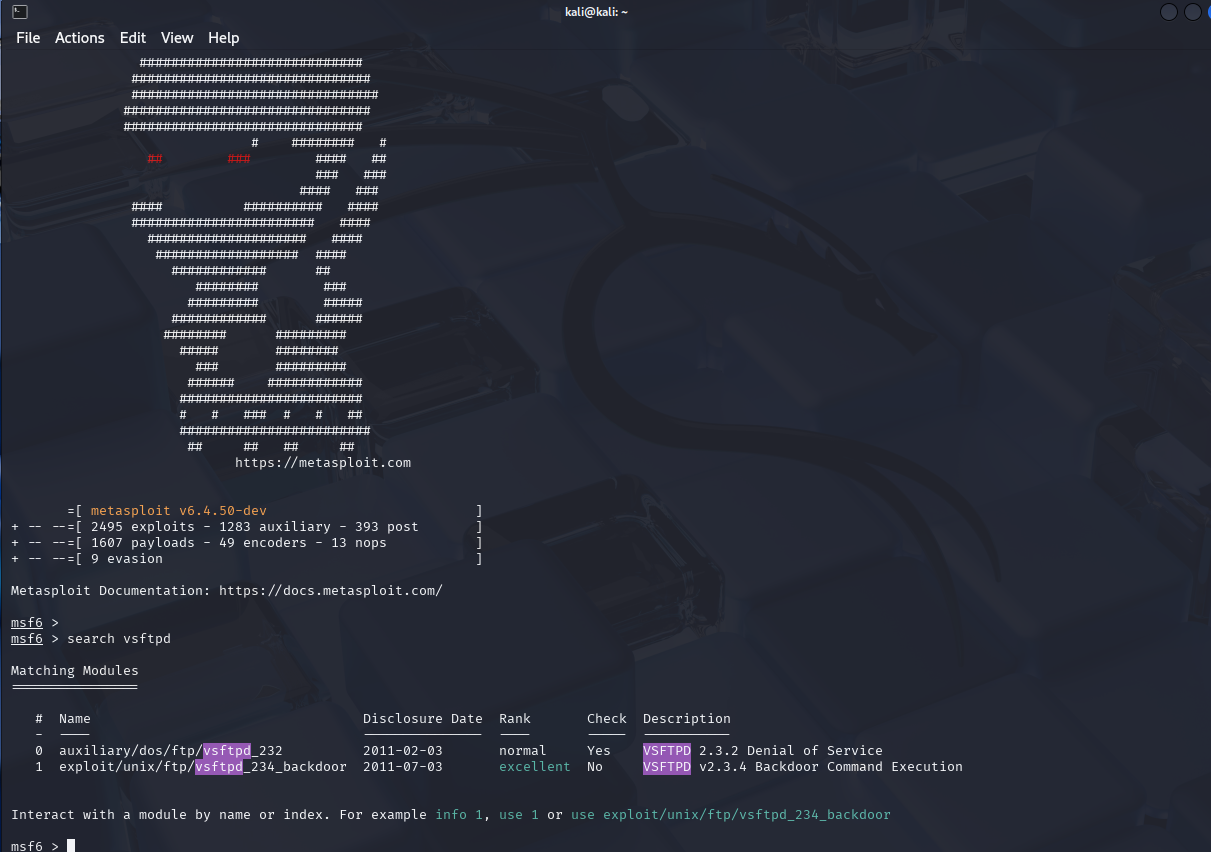 kali@kali: ~
File Actions Edit View Help
############################
##############################
###############################
###############################
##############################
# ######## #
## ### #### ##
### ###
#### ###
#### ########## ####
####################### ####
#################### ####
################## ####
############ ##
######## ###
######### #####
############ ######
######## #########
##### ########
### #########
###### ############
#######################
# # ### # # ##
########################
## ## ## ##
https://metasploit.com
=[ metasploit v6.4.50-dev ]
+ -- --=[ 2495 exploits - 1283 auxiliary - 393 post ]
+ -- --=[ 1607 payloads - 49 encoders - 13 nops ]
+ -- --=[ 9 evasion ]
Metasploit Documentation: https://docs.metasploit.com/
msf6 >
msf6 > search vsftpd
Matching Modules
================
# Name Disclosure Date Rank Check Description
- ---- --------------- ---- ----- -----------
0 auxiliary/dos/ftp/vsftpd_232 2011-02-03 normal Yes VSFTPD 2.3.2 Denial of Service
1 exploit/unix/ftp/vsftpd_234_backdoor 2011-07-03 excellent No VSFTPD v2.3.4 Backdoor Command Execution
Interact with a module by name or index. For example info 1, use 1 or use exploit/unix/ftp/vsftpd_234_backdoor
msf6 >